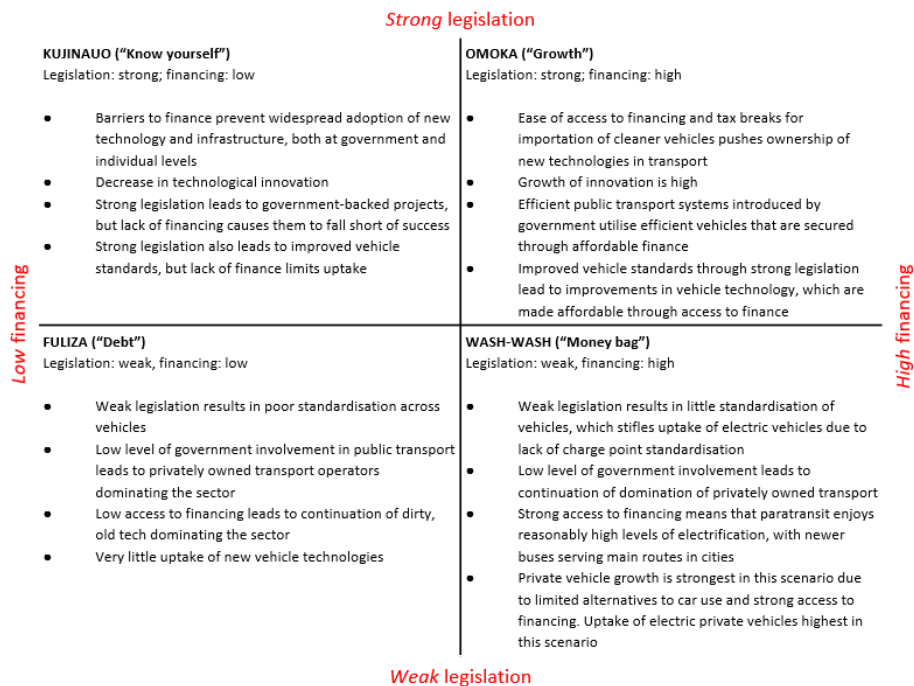 Strong legislation
KUJINAUO (“Know yourself”)
Legislation: strong; financing: low
● Barriers to finance prevent widespread adoption of new
technology and infrastructure, both at government and
individual levels
● Decrease in technological innovation
● Strong legislation leads to government-backed projects,
but lack of financing causes them to fall short of success
● Strong legislation also leads to improved vehicle
standards, but lack of finance limits uptake
OMOKA (“Growth”)
Legislation: strong; financing: high
● Ease of access to financing and tax breaks for
importation of cleaner vehicles pushes ownership of
new technologies in transport
● Growth of innovation is high
● Efficient public transport systems introduced by
government utilise efficient vehicles that are secured
through affordable finance
● Improved vehicle standards through strong legislation
lead to improvements in vehicle technology, which are
made affordable through access to finance
Low financing
High financing
FULIZA (“Debt”)
Legislation: weak, financing: low
● Weak legislation results in poor standardisation across
vehicles
● Low level of government involvement in public transport
leads to privately owned transport operators
dominating the sector
● Low access to financing leads to continuation of dirty,
old tech dominating the sector
● Very little uptake of new vehicle technologies
WASH-WASH (“Money bag”)
Legislation: weak, financing: high
● Weak legislation results in little standardisation of
vehicles, which stifles uptake of electric vehicles due to
lack of charge point standardisation
● Low level of government involvement leads to
continuation of domination of privately owned transport
● Strong access to financing means that paratransit enjoys
reasonably high levels of electrification, with newer
buses serving main routes in cities
● Private vehicle growth is strongest in this scenario due
to limited alternatives to car use and strong access to
financing. Uptake of electric private vehicles highest in
this scenario
Weak legislation